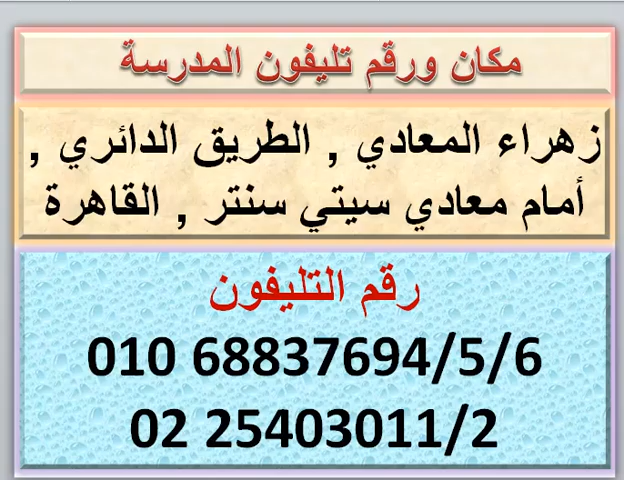 مكان ورقم تليفون المدرسة
زهراء المعادي , الطريق الدائري ,
أمام معادي سيتي سنتر , القاهرة
رقم التليفون
010 68837694/5/6
02 25403011/2